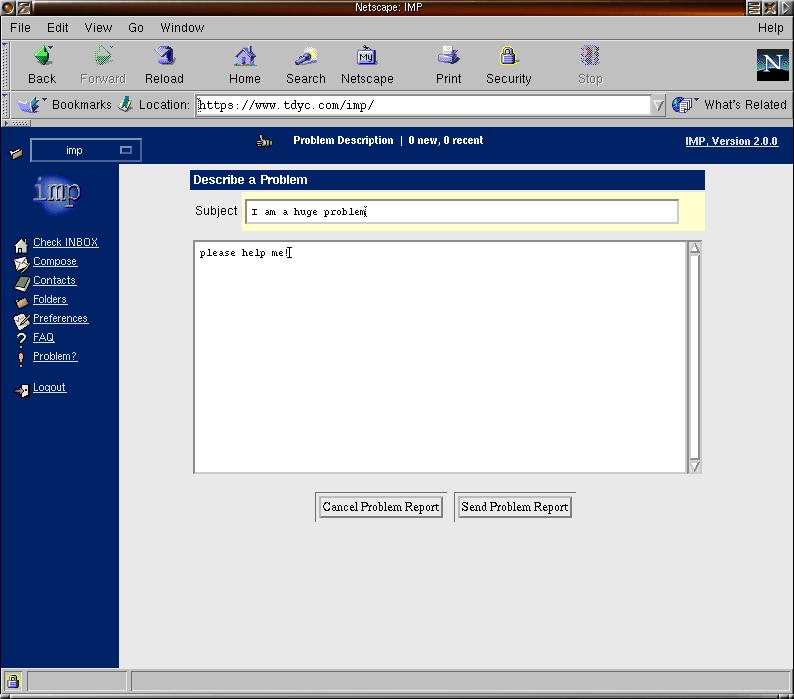 Netscape: IMP
File Edit View Go Window Help
Back Forward Reload Home Search Netscape Print Security Stop
My
N
Bookmarks Location: https://www.tdyc.com/imp/ What's Related
imp Problem Description | 0 new, 0 recent IMP, Version 2.0.0
imp
Describe a Problem
Subject I am a huge problem
please help me!
Check INBOX
Compose
Contacts
Folders
Preferences
FAQ
Problem?
Logout
Cancel Problem Report Send Problem Report